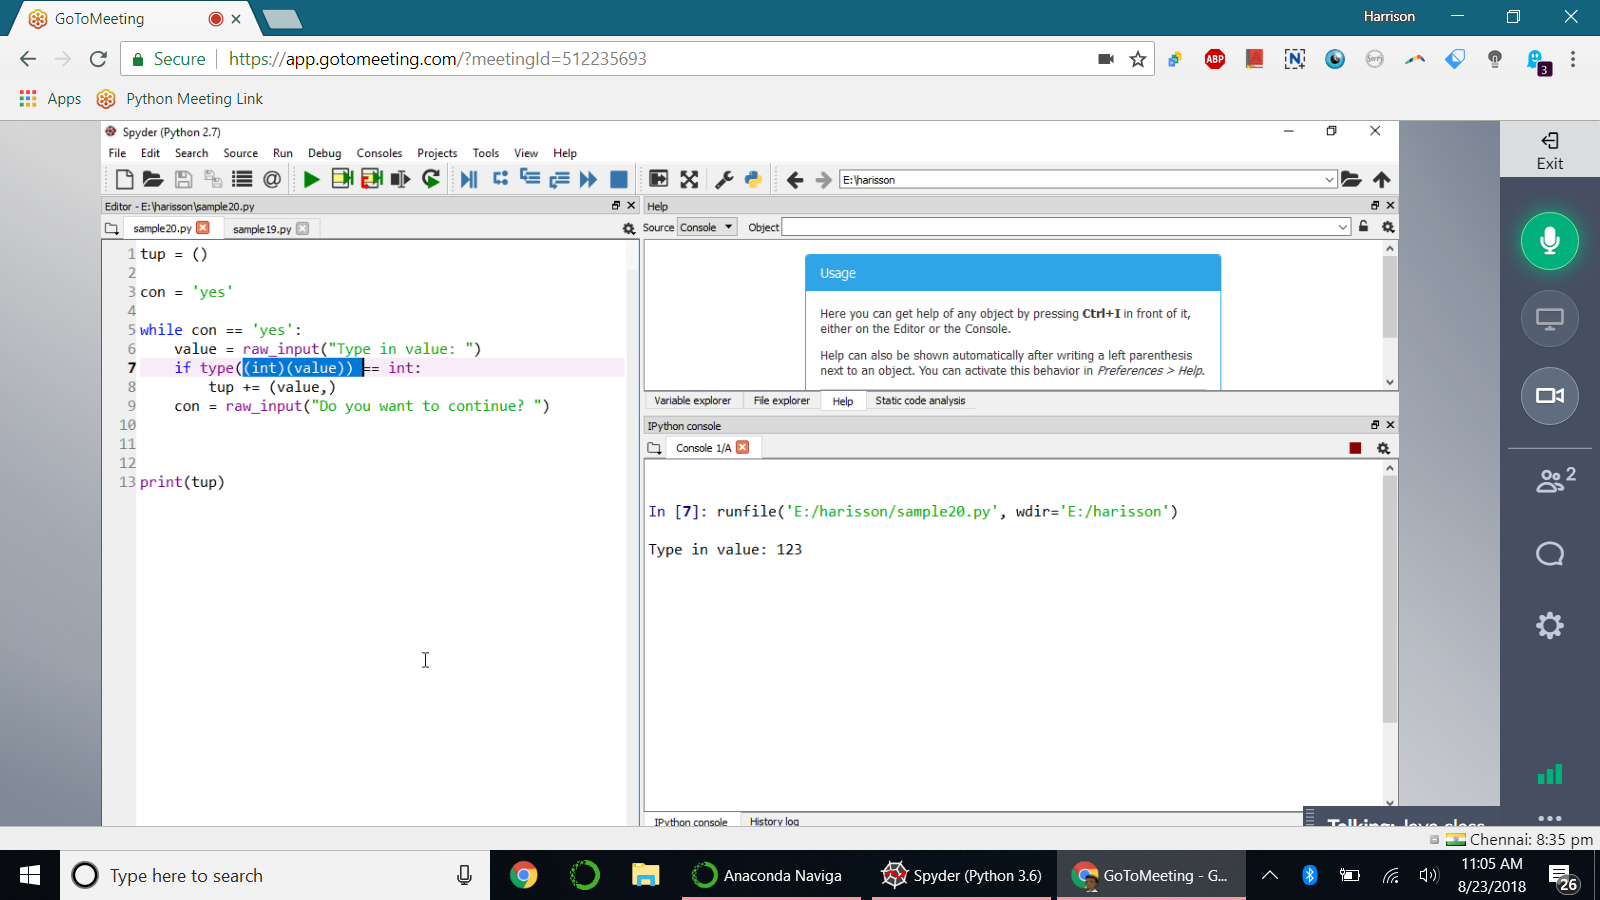 GoToMeeting
Harrison
Secure
https://app.gotomeeting.com/?meetingId=512235693
ABP
N
3
Apps
Python Meeting Link
Spyder (Python 2.7)
File Edit Search Source Run Debug Consoles Projects Tools View Help
E:\harisson
Editor - E:\harisson\sample20.py
Help
sample20.py
sample19.py
Source Console Object
1 tup = ()
2
3 con = 'yes'
4
5 while con == 'yes':
6 value = raw_input("Type in value: ")
7 if type((int)(value)) == int:
8 tup += (value,)
9 con = raw_input("Do you want to continue? ")
10
11
12
13 print(tup)
Usage
Here you can get help of any object by pressing Ctrl+I in front of it,
either on the Editor or the Console.
Help can also be shown automatically after writing a left parenthesis
next to an object. You can activate this behavior in Preferences > Help.
Variable explorer File explorer Help Static code analysis
IPython console
Console 1/A
In [7]: runfile('E:/harisson/sample20.py', wdir='E:/harisson')
Type in value: 123
IPython console History log
Exit
2
Talking:
Chennai: 8:35 pm
Type here to search
Anaconda Naviga
Spyder (Python 3.6)
GoToMeeting - G...
11:05 AM
8/23/2018
26